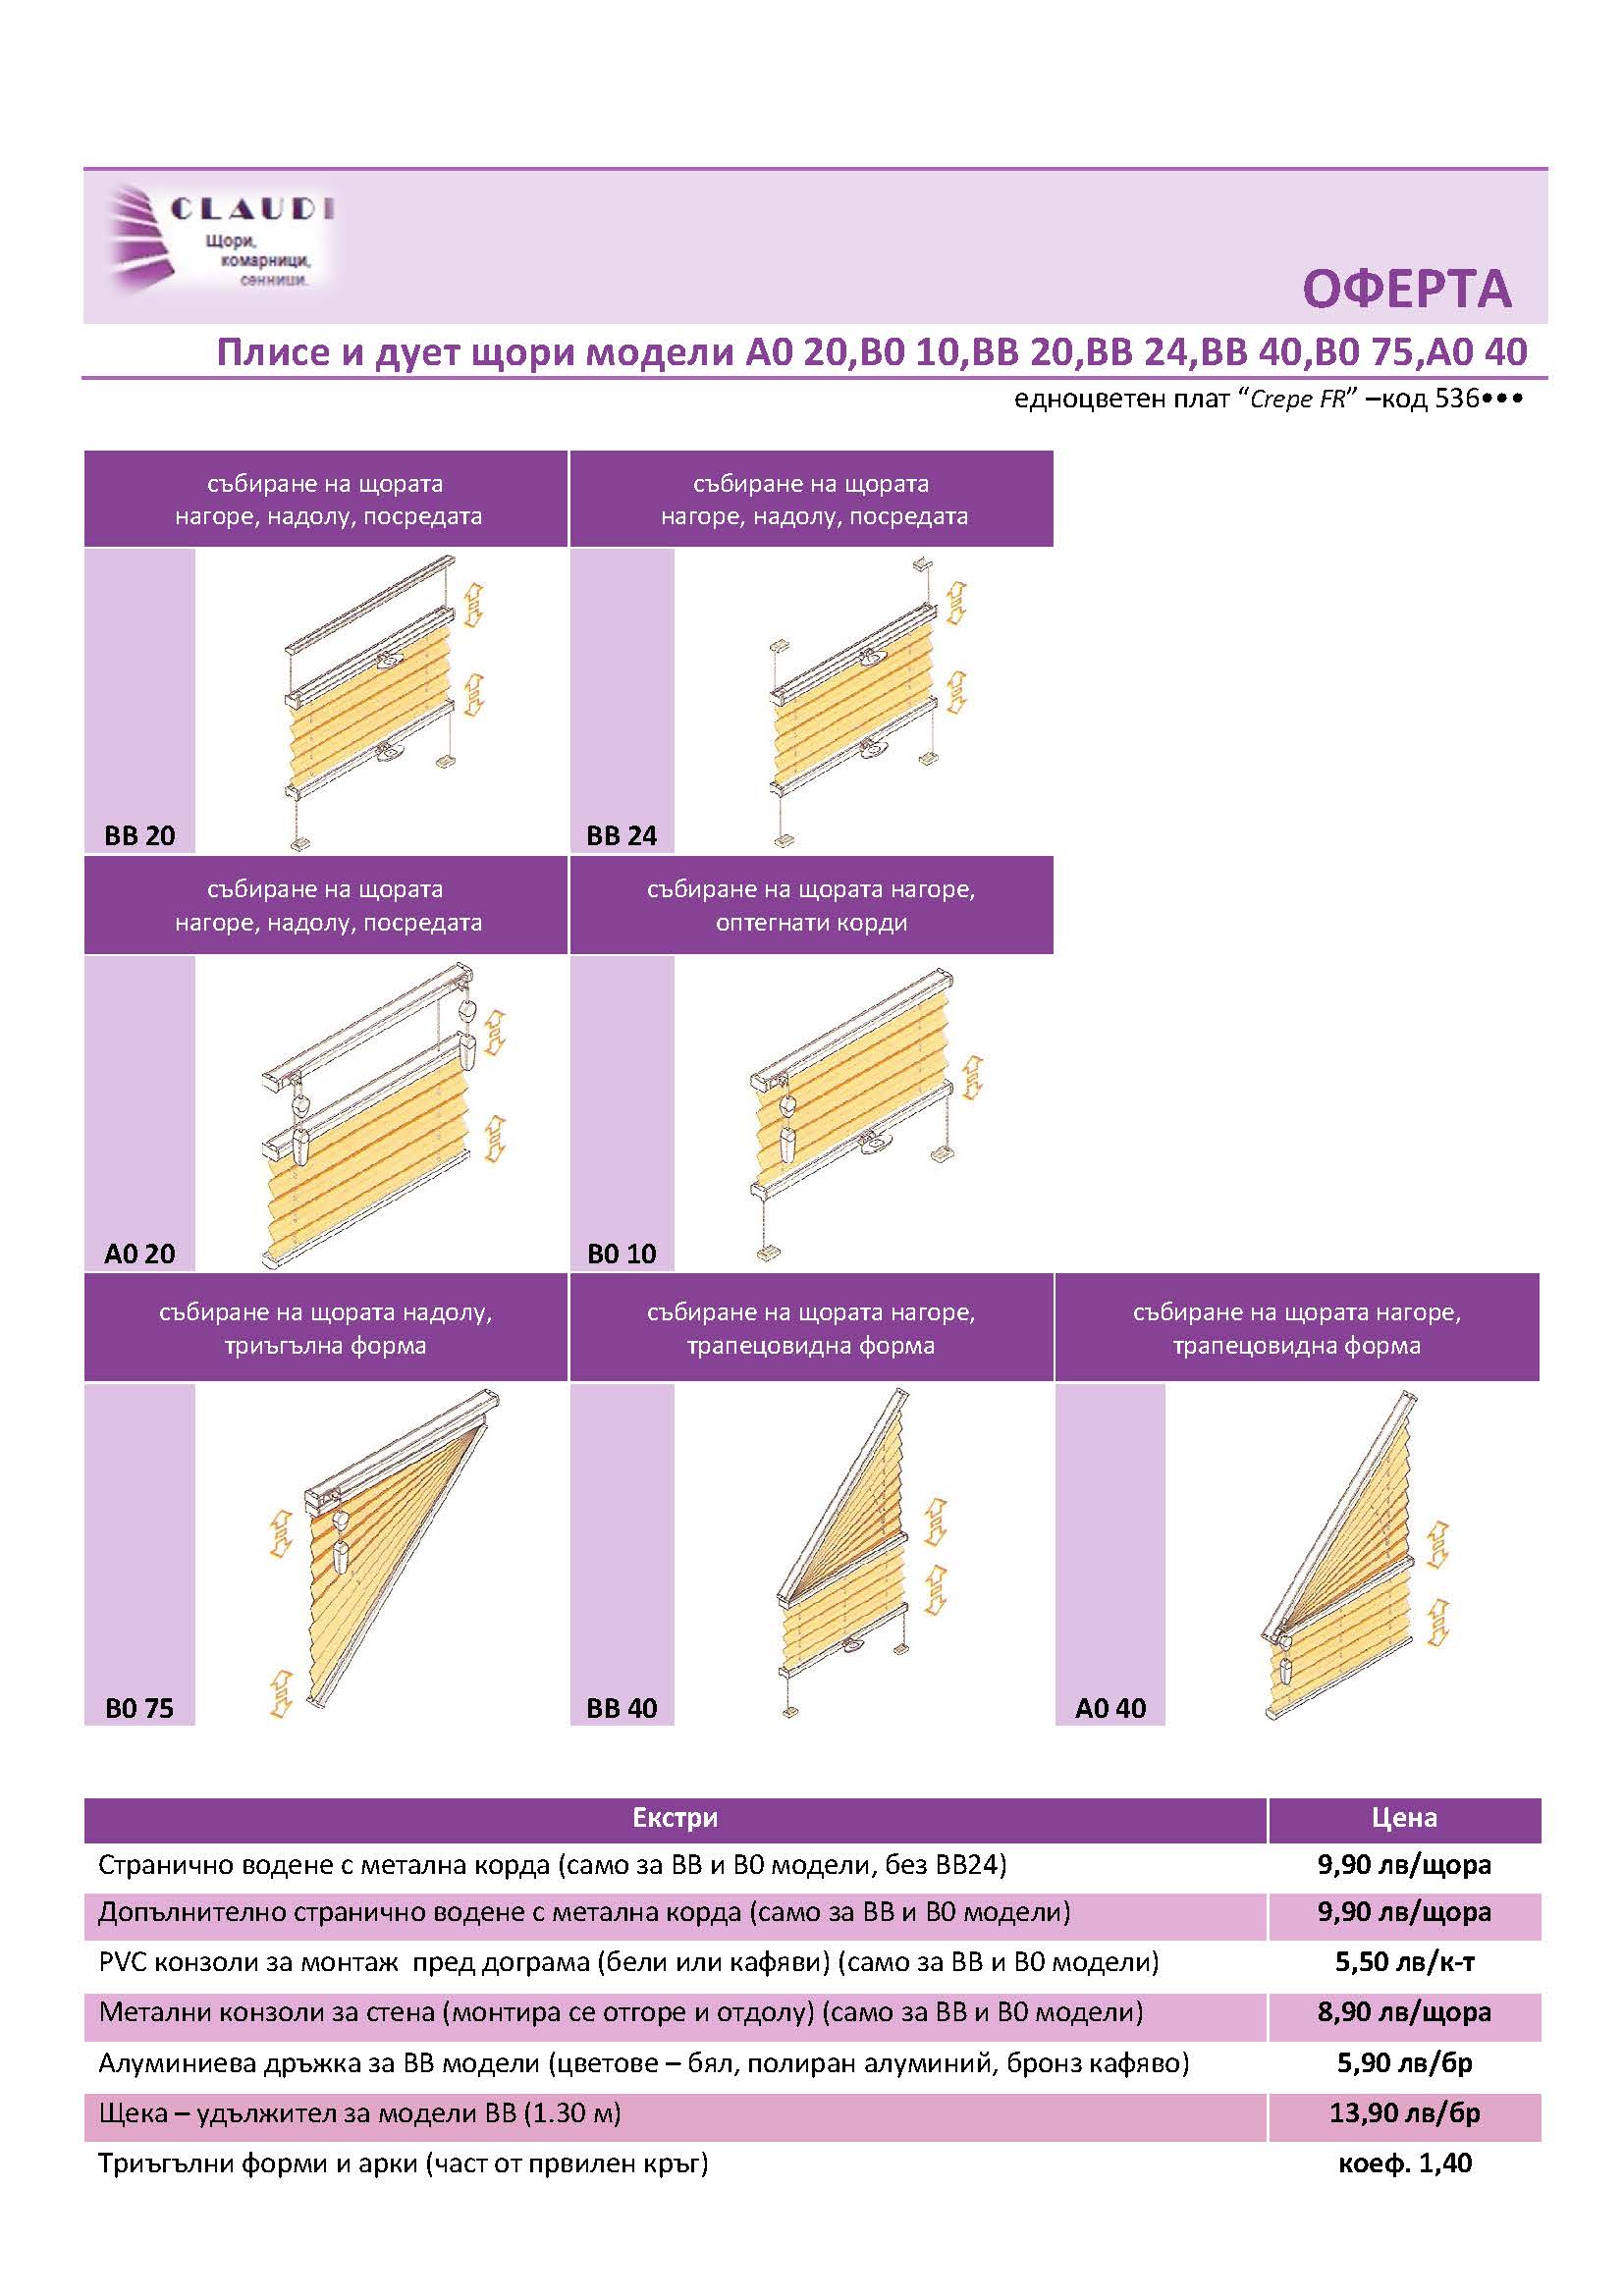 CLAUDI
Щори,
комарници,
сенници.
ОФЕРТА
Плисе и дует щори модели А0 20,В0 10,ВВ 20,ВВ 24,ВВ 40,В0 75,А0 40
едноцветен плат “Crepe FR” –код 536•••
събиране на щората
нагоре, надолу, посредата
събиране на щората
нагоре, надолу, посредата
ВВ 20
ВВ 24
събиране на щората
нагоре, надолу, посредата
събиране на щората нагоре,
оптегнати корди
А0 20
В0 10
събиране на щората надолу,
триъгълна форма
събиране на щората нагоре,
трапецовидна форма
събиране на щората нагоре,
трапецовидна форма
В0 75
ВВ 40
А0 40
Екстри Цена
Странично водене с метална корда (само за ВВ и В0 модели, без ВВ24) 9,90 лв/щора
Допълнително странично водене с метална корда (само за ВВ и В0 модели) 9,90 лв/щора
PVC конзоли за монтаж пред дограма (бели или кафяви) (само за ВВ и В0 модели) 5,50 лв/к-т
Метални конзоли за стена (монтира се отгоре и отдолу) (само за ВВ и В0 модели) 8,90 лв/щора
Алуминиева дръжка за ВВ модели (цветове – бял, полиран алуминий, бронз кафяво) 5,90 лв/бр
Щека – удължител за модели ВВ (1.30 м) 13,90 лв/бр
Триъгълни форми и арки (част от првилен кръг) коеф. 1,40